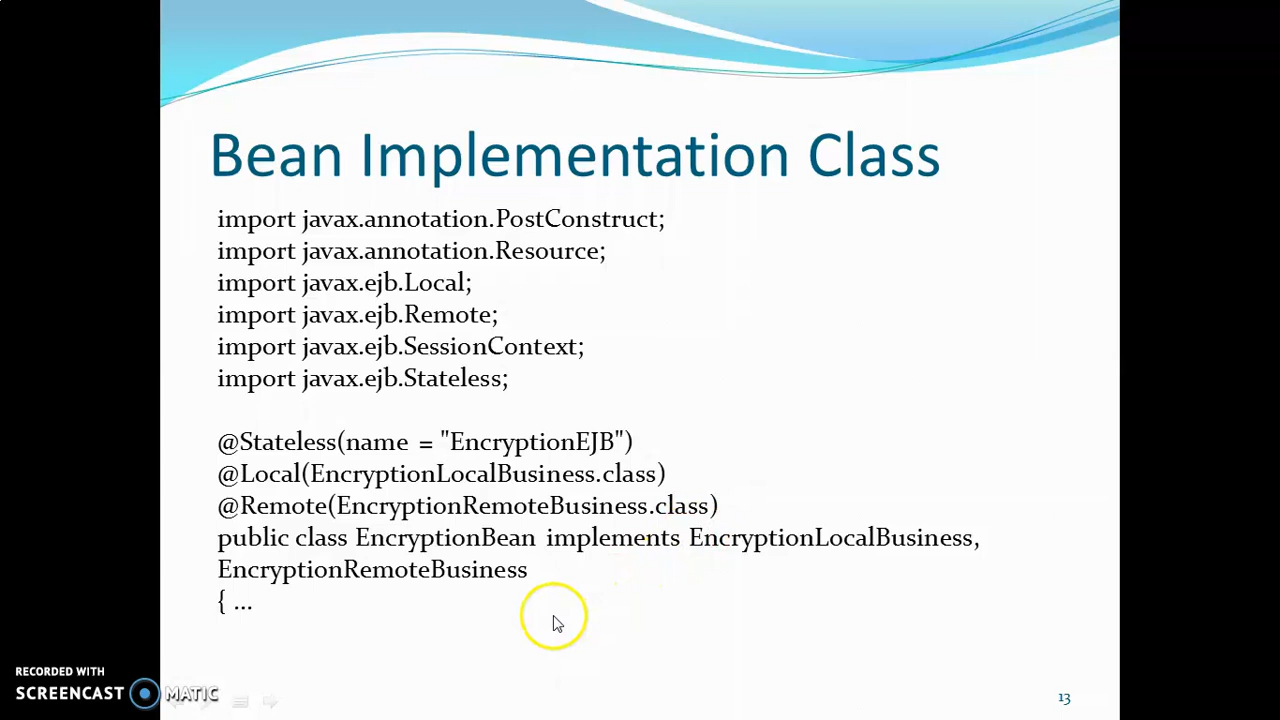 Bean Implementation Class
import javax.annotation.PostConstruct;
import javax.annotation.Resource;
import javax.ejb.Local;
import javax.ejb.Remote;
import javax.ejb.SessionContext;
import javax.ejb.Stateless;
@Stateless(name = "EncryptionEJB")
@Local(EncryptionLocalBusiness.class)
@Remote(EncryptionRemoteBusiness.class)
public class EncryptionBean implements EncryptionLocalBusiness,
EncryptionRemoteBusiness
{ ...
RECORDED WITH
SCREENCAST MATIC
13